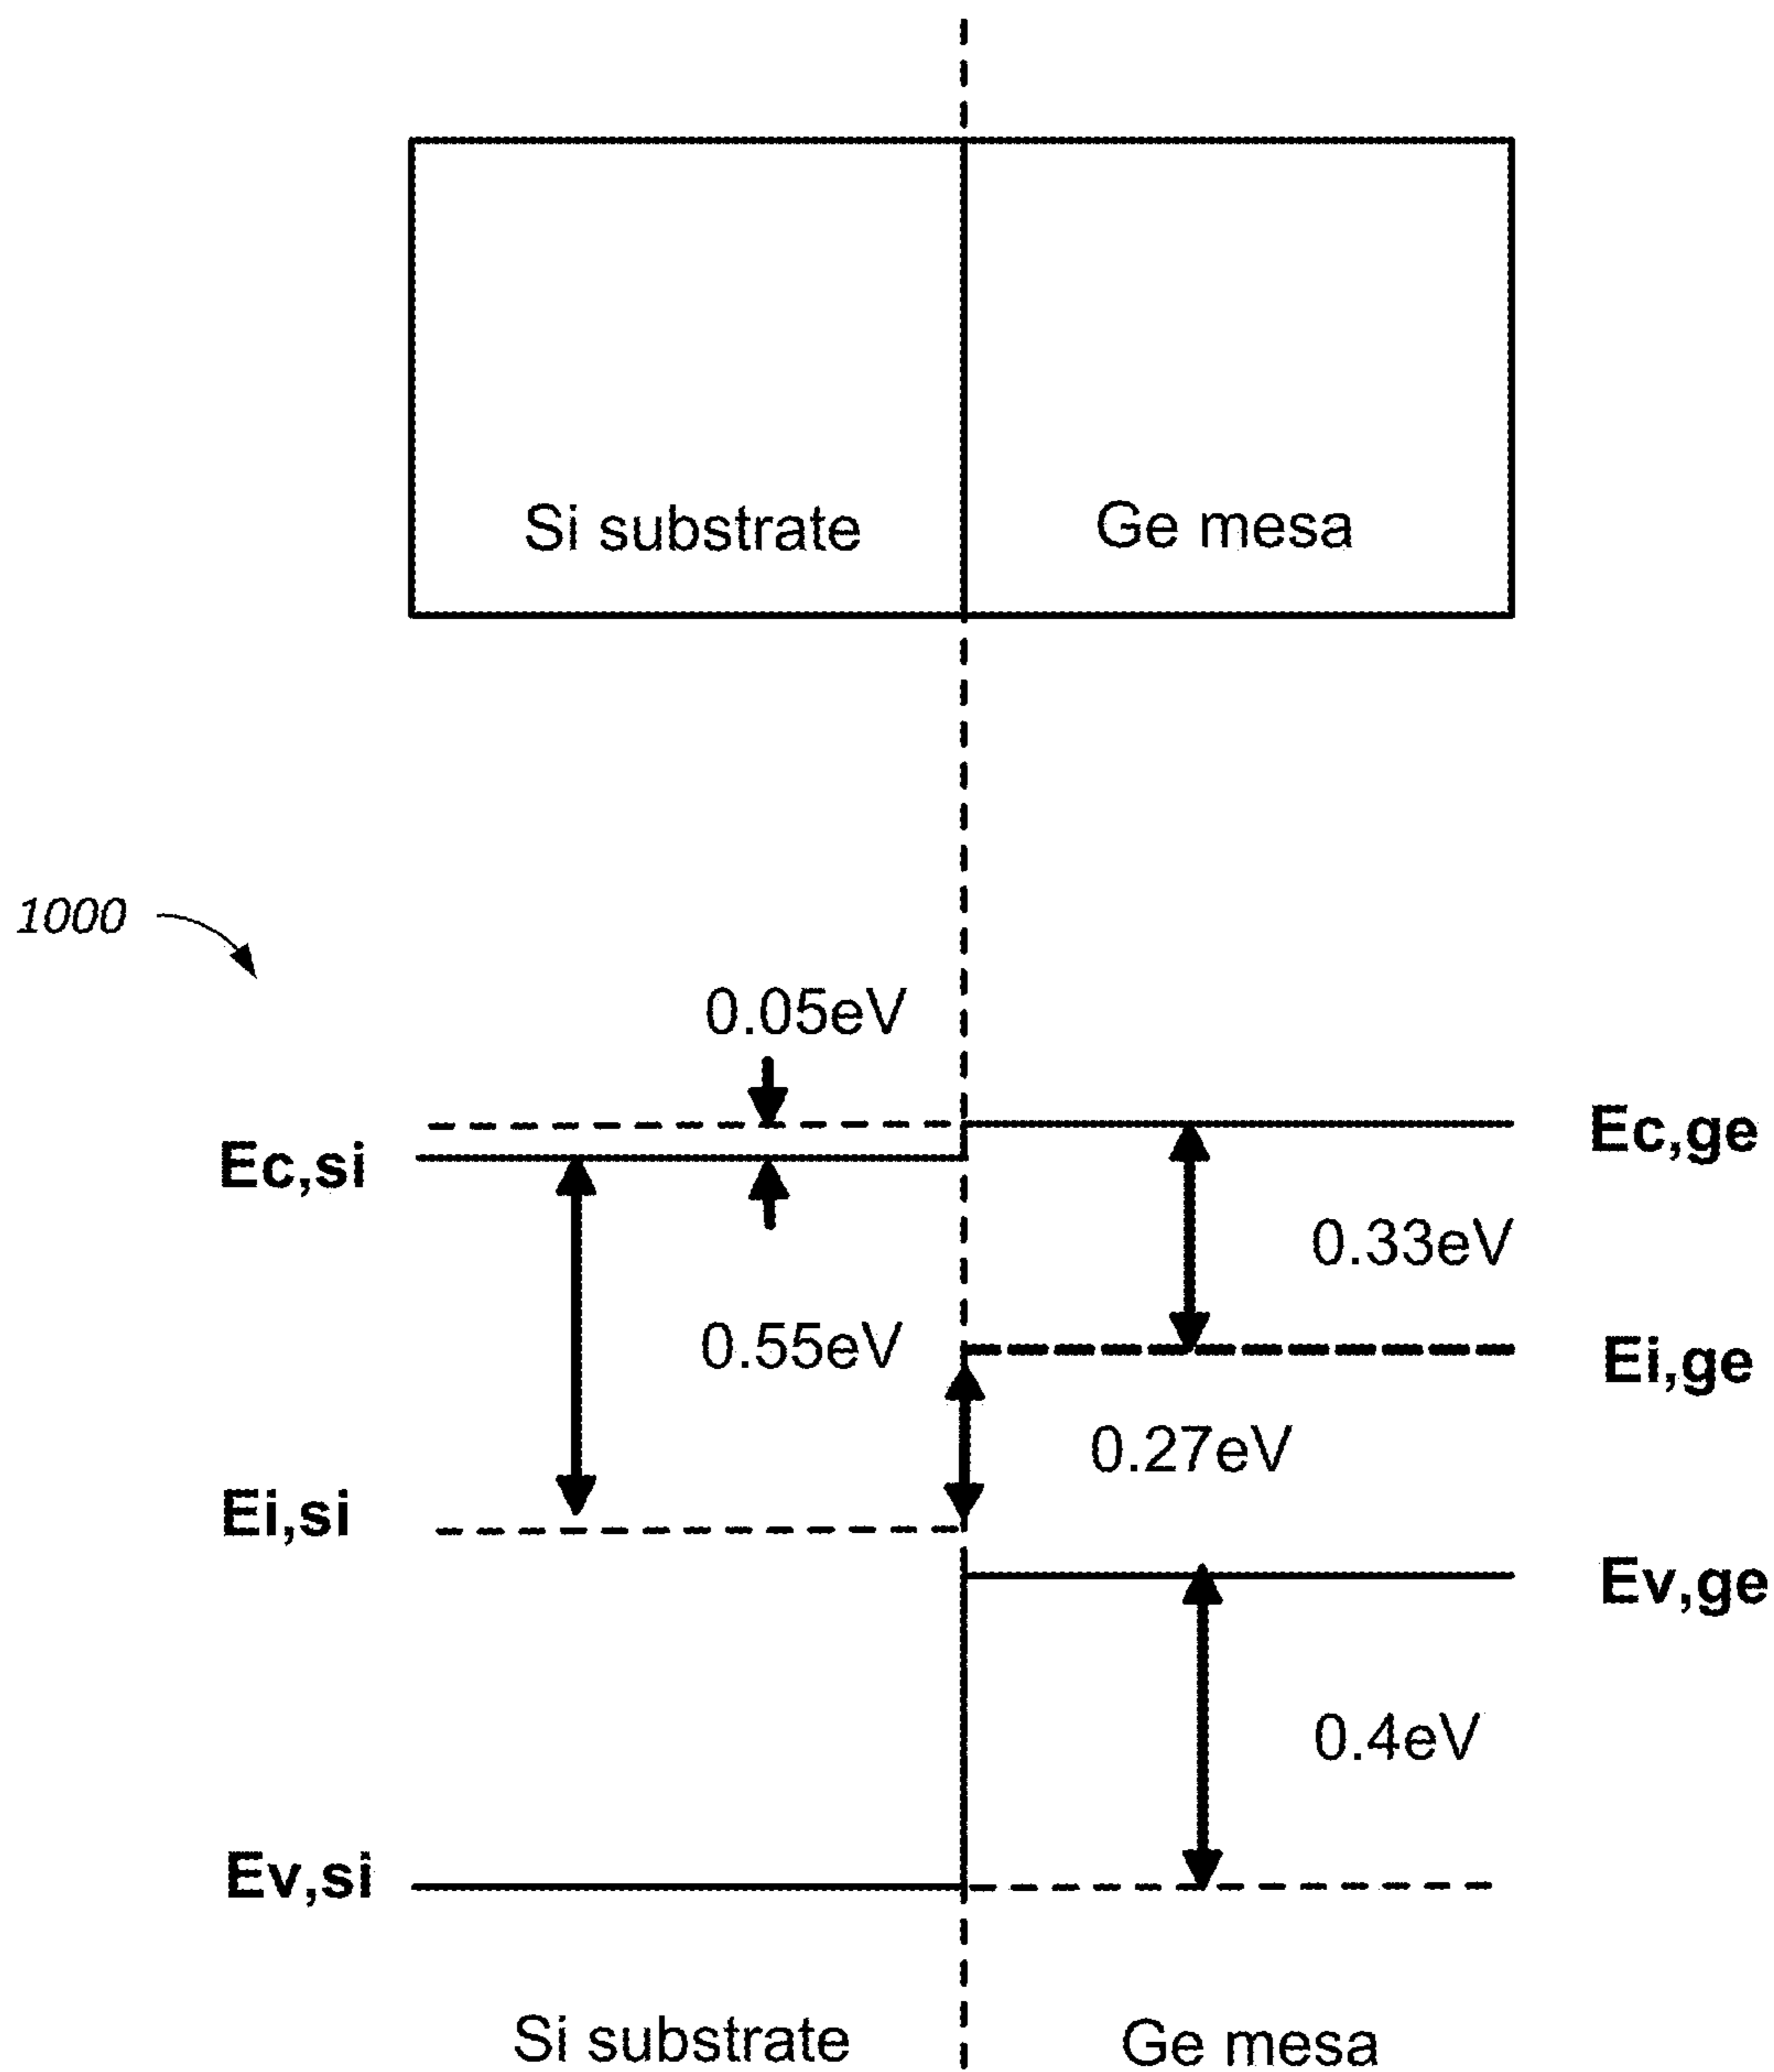 Si substrate
Ge mesa
1000
0.05eV
Ec,si
Ec,ge
0.33eV
0.55eV
Ei,ge
0.27eV
Ei,si
Ev,ge
0.4eV
Ev,si
Si substrate
Ge mesa